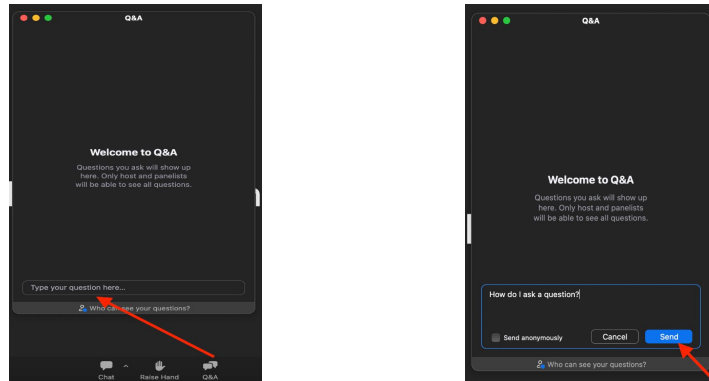 Q&A
Welcome to Q&A
Questions you ask will show up
here. Only host and panelists
will be able to see all questions.
Type your question here...
Who can see your questions?
Chat
Raise Hand
Q&A
Q&A
Welcome to Q&A
Questions you ask will show up
here. Only host and panelists
will be able to see all questions.
How do I ask a question?
Send anonymously
Cancel
Send
Who can see your questions?